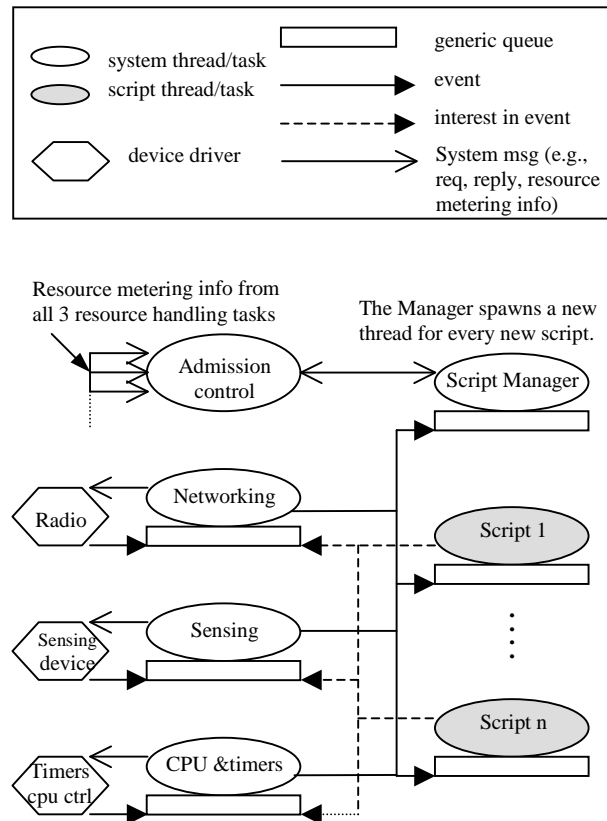 system thread/task
script thread/task
device driver
generic queue
event
interest in event
System msg (e.g.,
req, reply, resource
metering info)
Resource metering info from
all 3 resource handling tasks
The Manager spawns a new
thread for every new script.
Admission
control
Script Manager
Networking
Radio
Script 1
Sensing
device
Sensing
Script n
Timers
cpu ctrl
CPU &timers